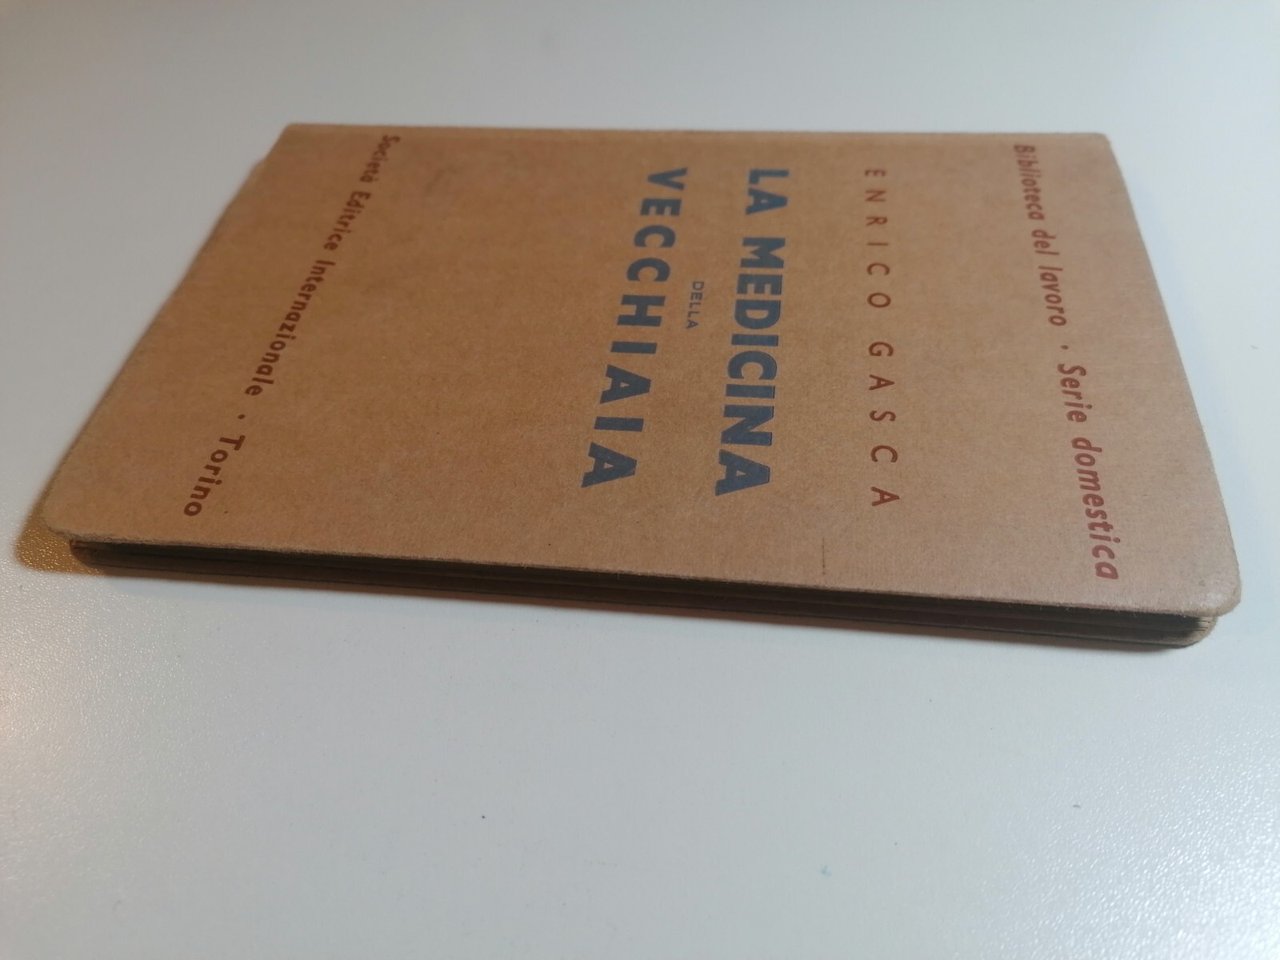 Biblioteca del lavoro · Serie domestica
ENRICO GASCA
LA MEDICINA
DELLA
VECCHIAIA
Società Editrice Internazionale · Torino